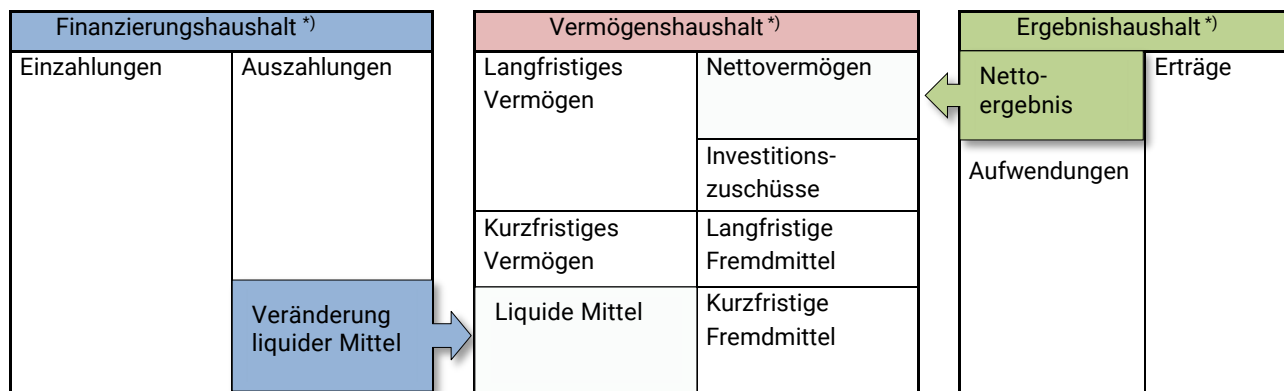 Finanzierungshaushalt *)
Einzahlungen
Auszahlungen
Veränderung
liquider Mittel
Vermögenshaushalt *)
Langfristiges
Vermögen
Nettovermögen
Investitions-
zuschüsse
Kurzfristiges
Vermögen
Langfristige
Fremdmittel
Liquide Mittel
Kurzfristige
Fremdmittel
Ergebnishaushalt *)
Netto-
ergebnis
Erträge
Aufwendungen